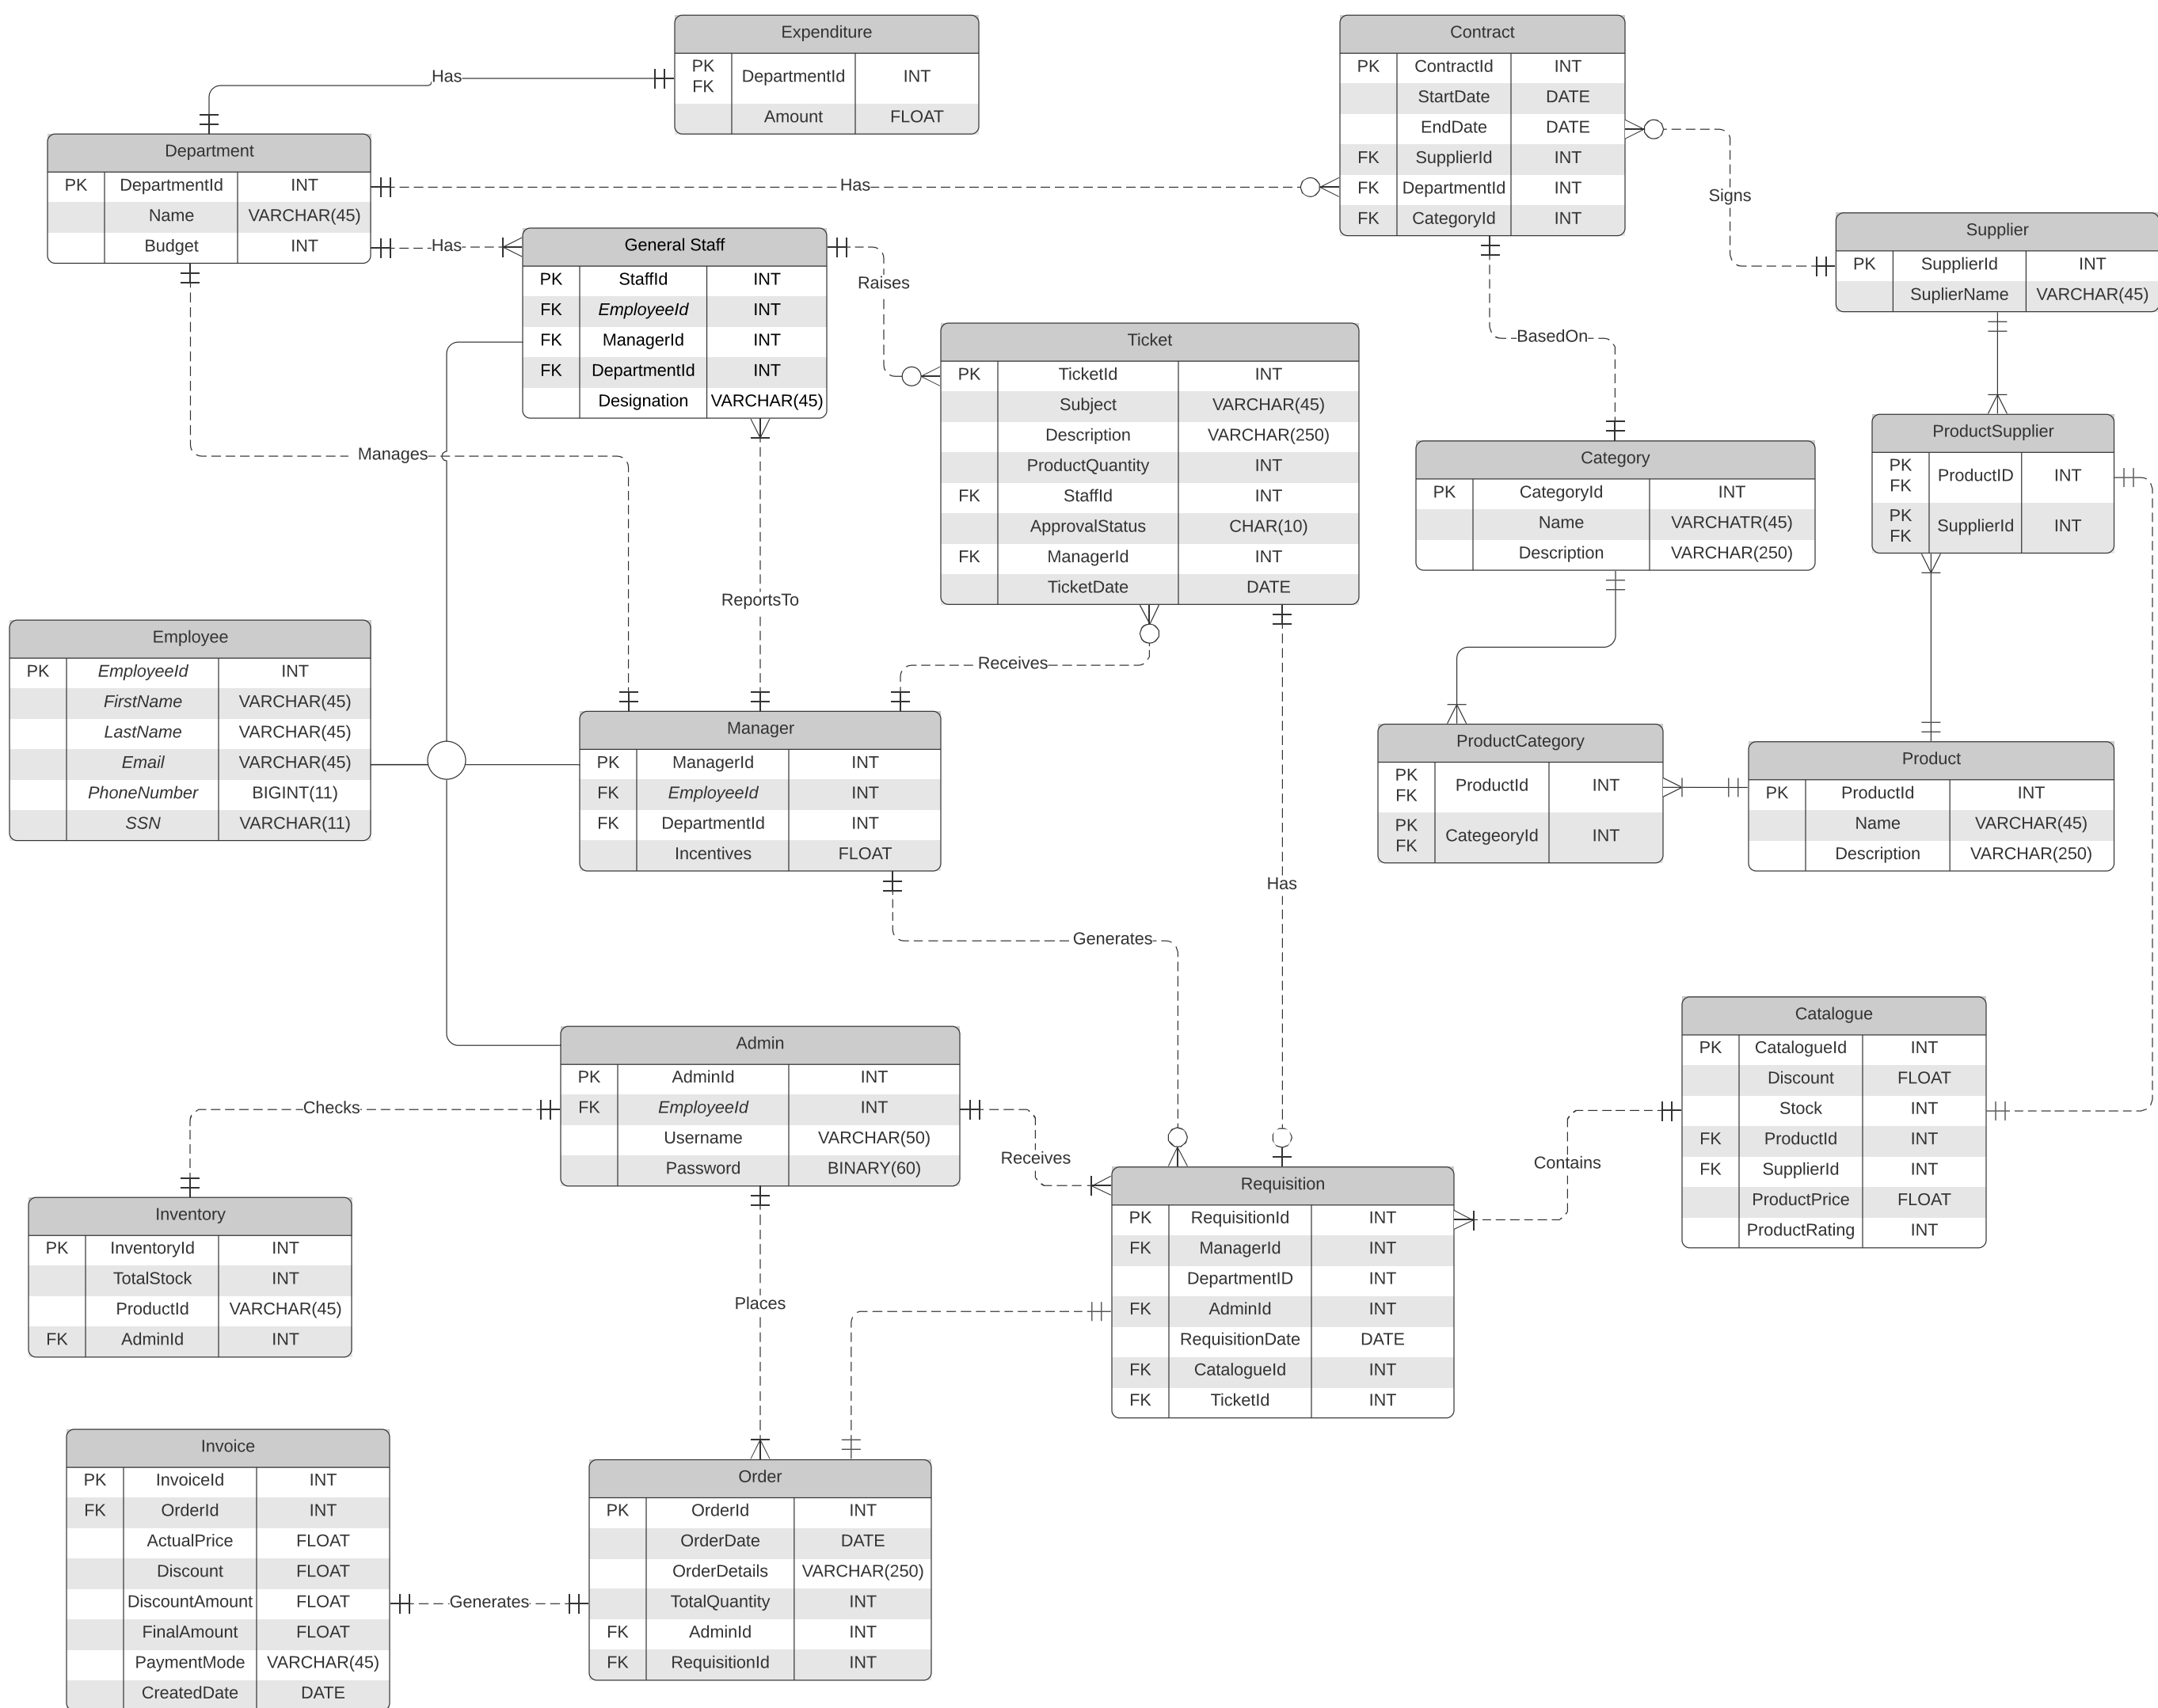 Expenditure
PK FK DepartmentId INT
Amount FLOAT
Has
Department
PK DepartmentId INT
Name VARCHAR(45)
Budget INT
Has
Has
Contract
PK ContractId INT
StartDate DATE
EndDate DATE
FK SupplierId INT
FK DepartmentId INT
FK CategoryId INT
Signs
Supplier
PK SupplierId INT
SuplierName VARCHAR(45)
General Staff
PK StaffId INT
FK EmployeeId INT
FK ManagerId INT
FK DepartmentId INT
Designation VARCHAR(45)
Raises
BasedOn
Ticket
PK TicketId INT
Subject VARCHAR(45)
Description VARCHAR(250)
ProductQuantity INT
FK StaffId INT
ApprovalStatus CHAR(10)
FK ManagerId INT
TicketDate DATE
Category
PK CategoryId INT
Name VARCHATR(45)
Description VARCHAR(250)
ProductSupplier
PK FK ProductID INT
PK FK SupplierId INT
Manages
ReportsTo
Receives
Employee
PK EmployeeId INT
FirstName VARCHAR(45)
LastName VARCHAR(45)
Email VARCHAR(45)
PhoneNumber BIGINT(11)
SSN VARCHAR(11)
Manager
PK ManagerId INT
FK EmployeeId INT
FK DepartmentId INT
Incentives FLOAT
ProductCategory
PK FK ProductId INT
PK FK CategeoryId INT
Product
PK ProductId INT
Name VARCHAR(45)
Description VARCHAR(250)
Has
Generates
Admin
PK AdminId INT
FK EmployeeId INT
Username VARCHAR(50)
Password BINARY(60)
Checks
Receives
Catalogue
PK CatalogueId INT
Discount FLOAT
Stock INT
FK ProductId INT
FK SupplierId INT
ProductPrice FLOAT
ProductRating INT
Contains
Inventory
PK InventoryId INT
TotalStock INT
ProductId VARCHAR(45)
FK AdminId INT
Requisition
PK RequisitionId INT
FK ManagerId INT
DepartmentID INT
FK AdminId INT
RequisitionDate DATE
FK CatalogueId INT
FK TicketId INT
Places
Invoice
PK InvoiceId INT
FK OrderId INT
ActualPrice FLOAT
Discount FLOAT
DiscountAmount FLOAT
FinalAmount FLOAT
PaymentMode VARCHAR(45)
CreatedDate DATE
Generates
Order
PK OrderId INT
OrderDate DATE
OrderDetails VARCHAR(250)
TotalQuantity INT
FK AdminId INT
FK RequisitionId INT